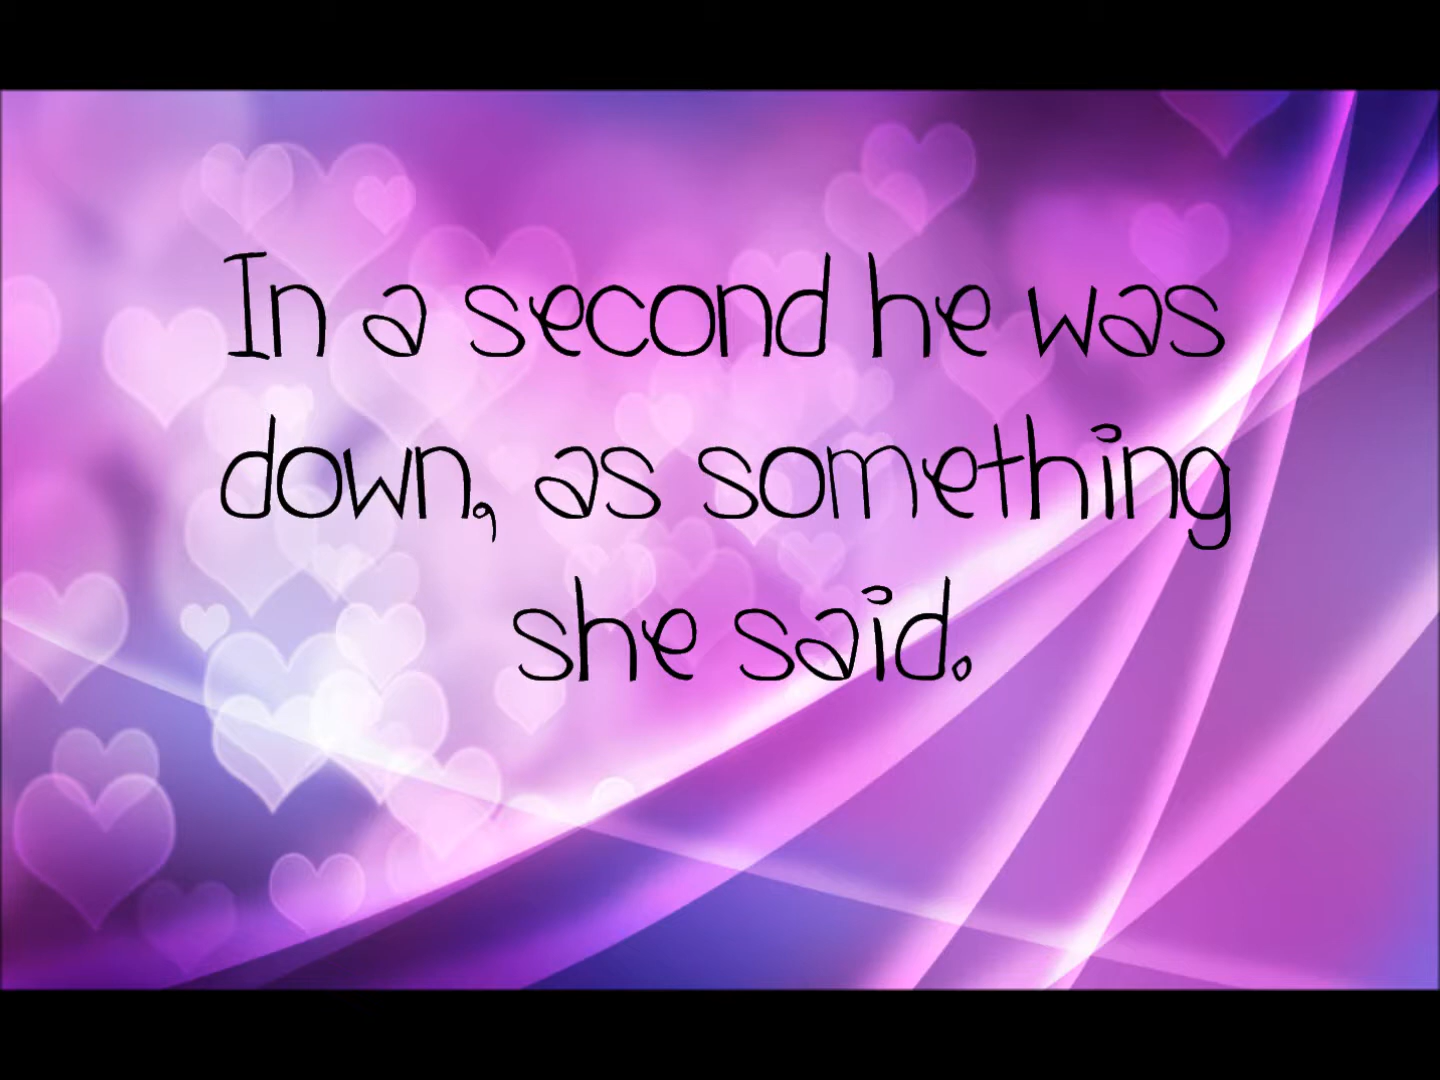 In a second he was
down, as something
she said.